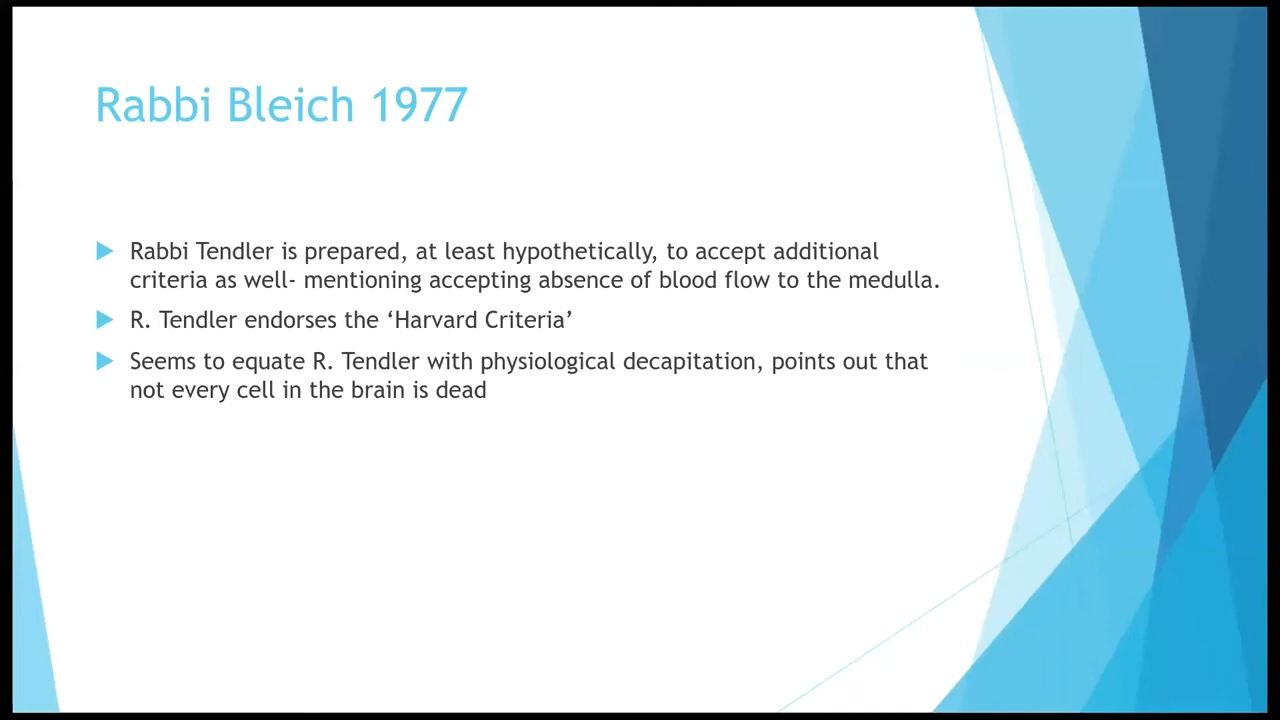 Rabbi Bleich 1977
Rabbi Tendler is prepared, at least hypothetically, to accept additional
criteria as well- mentioning accepting absence of blood flow to the medulla.
R. Tendler endorses the ‘Harvard Criteria’
Seems to equate R. Tendler with physiological decapitation, points out that
not every cell in the brain is dead